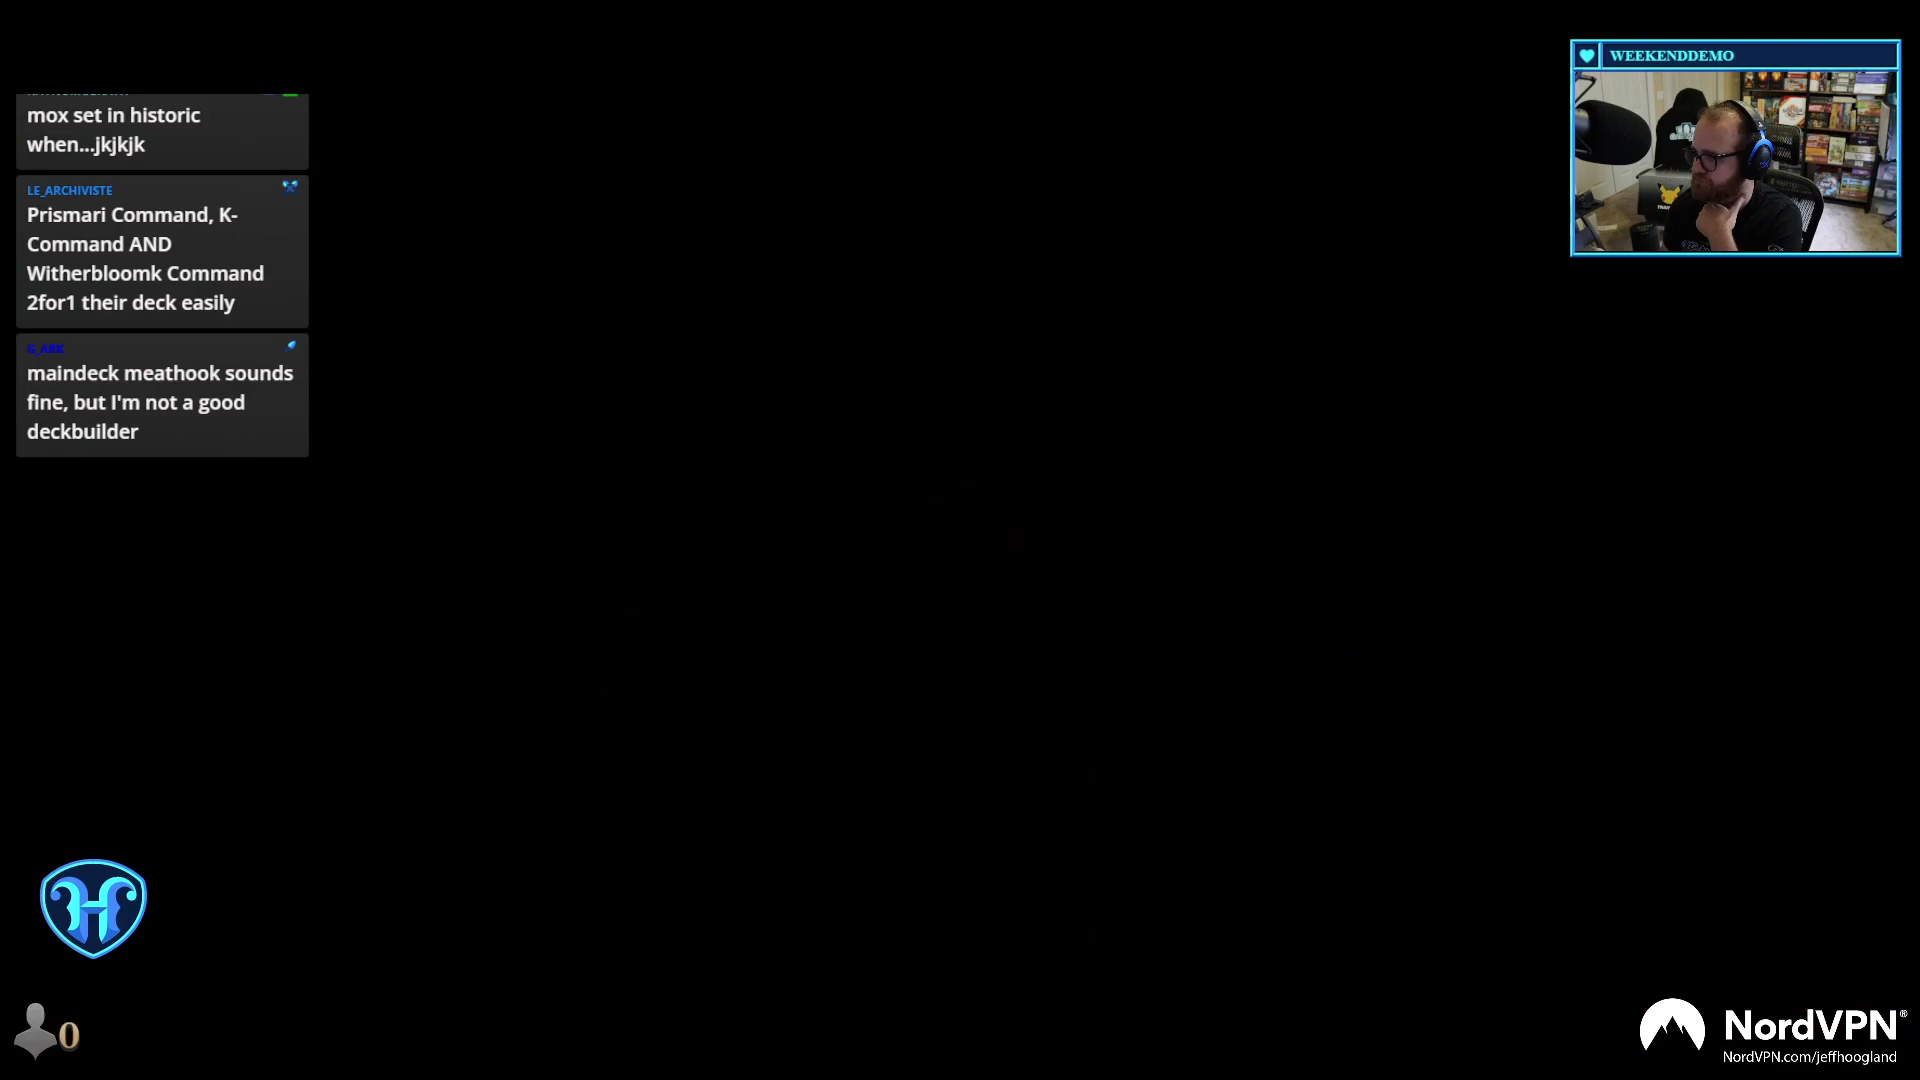 mox set in historic
when...jkjkjk
LE_ARCHIVISTE
Prismari Command, K-
Command AND
Witherbloomk Command
2for1 their deck easily
G_ABE
maindeck meathook sounds
fine, but I'm not a good
deckbuilder
WEEKENDDEMO
H
0
NordVPN®
NordVPN.com/jeffhoogland